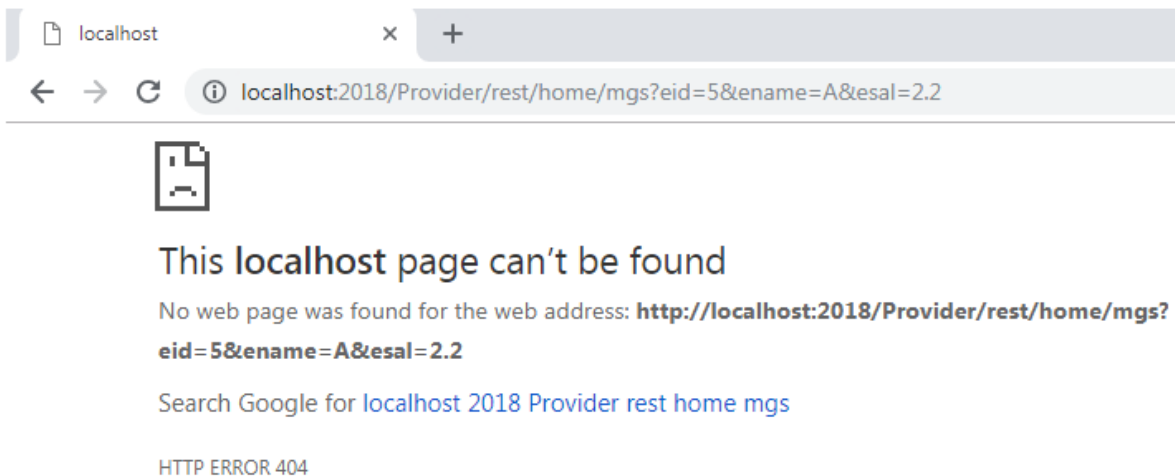 localhost
localhost:2018/Provider/rest/home/mgs?eid=5&ename=A&esal=2.2
This localhost page can't be found
No web page was found for the web address: http://localhost:2018/Provider/rest/home/mgs?
eid=5&ename=A&esal=2.2
Search Google for localhost 2018 Provider rest home mgs
HTTP ERROR 404